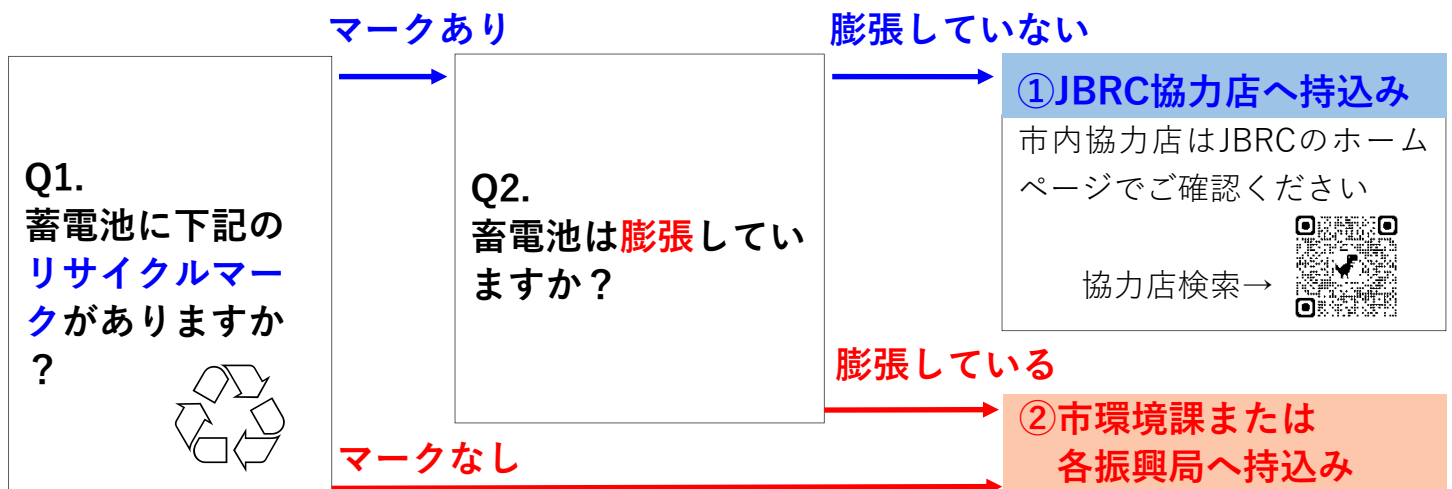 マークあり
膨張していない
Q1.
蓄電池に下記の
リサイクルマー
クがありますか
？
Q2.
畜電池は膨張してい
ますか？
①JBRC協力店へ持込み
市内協力店はJBRCのホーム
ページでご確認ください
協力店検索→
膨張している
②市環境課または
各振興局へ持込み
マークなし